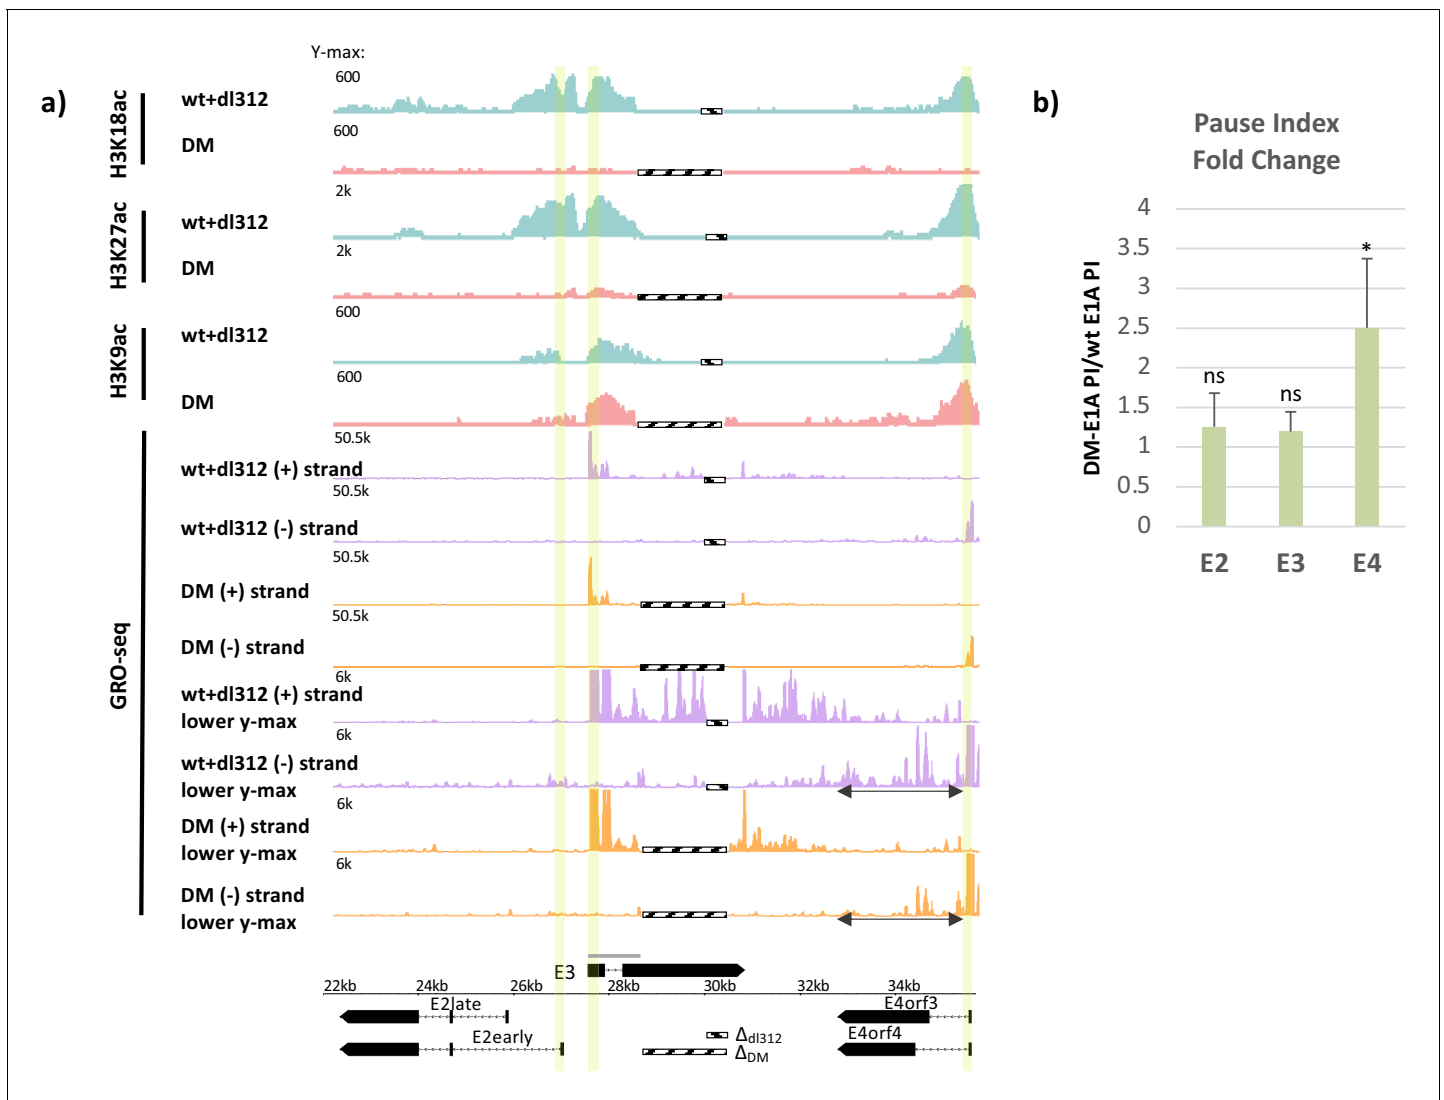 a)
Y-max:
H3K18ac
600
wt+dl312
600
DM
H3K27ac
2k
wt+dl312
2k
DM
H3K9ac
600
wt+dl312
600
DM
GRO-seq
50.5k
wt+dl312 (+) strand
50.5k
wt+dl312 (-) strand
50.5k
DM (+) strand
50.5k
DM (-) strand
6k
wt+dl312 (+) strand
lower y-max
6k
wt+dl312 (-) strand
lower y-max
6k
DM (+) strand
lower y-max
6k
DM (-) strand
lower y-max
E3
22kb 24kb 26kb 28kb 30kb 32kb 34kb
E2late
E4orf3
E2early
E4orf4
Δdl312
ΔDM
b)
Pause Index
Fold Change
DM-E1A PI/wt E1A PI
4
3.5
3
2.5
2
1.5
1
0.5
0
ns
ns
*
E2 E3 E4